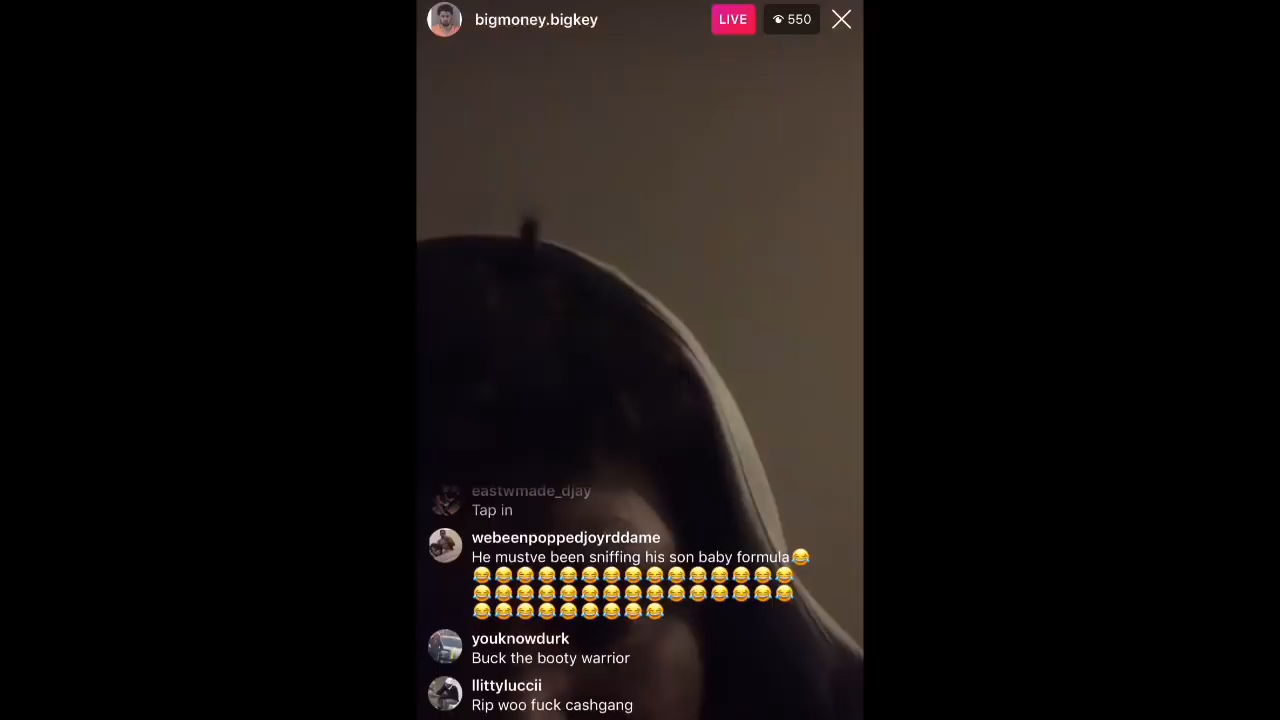 bigmoney.bigkey
LIVE
550
eastwmade_djay
Tap in
webeenpoppedjoyrddame
He mustve been sniffing his son baby formula😂
😂😂😂😂😂😂😂😂😂😂😂😂😂😂😂
😂😂😂😂😂😂😂😂😂😂😂😂😂😂😂
😂😂😂😂😂😂😂😂😂
youknowdurk
Buck the booty warrior
llittyluccii
Rip woo fuck cashgang